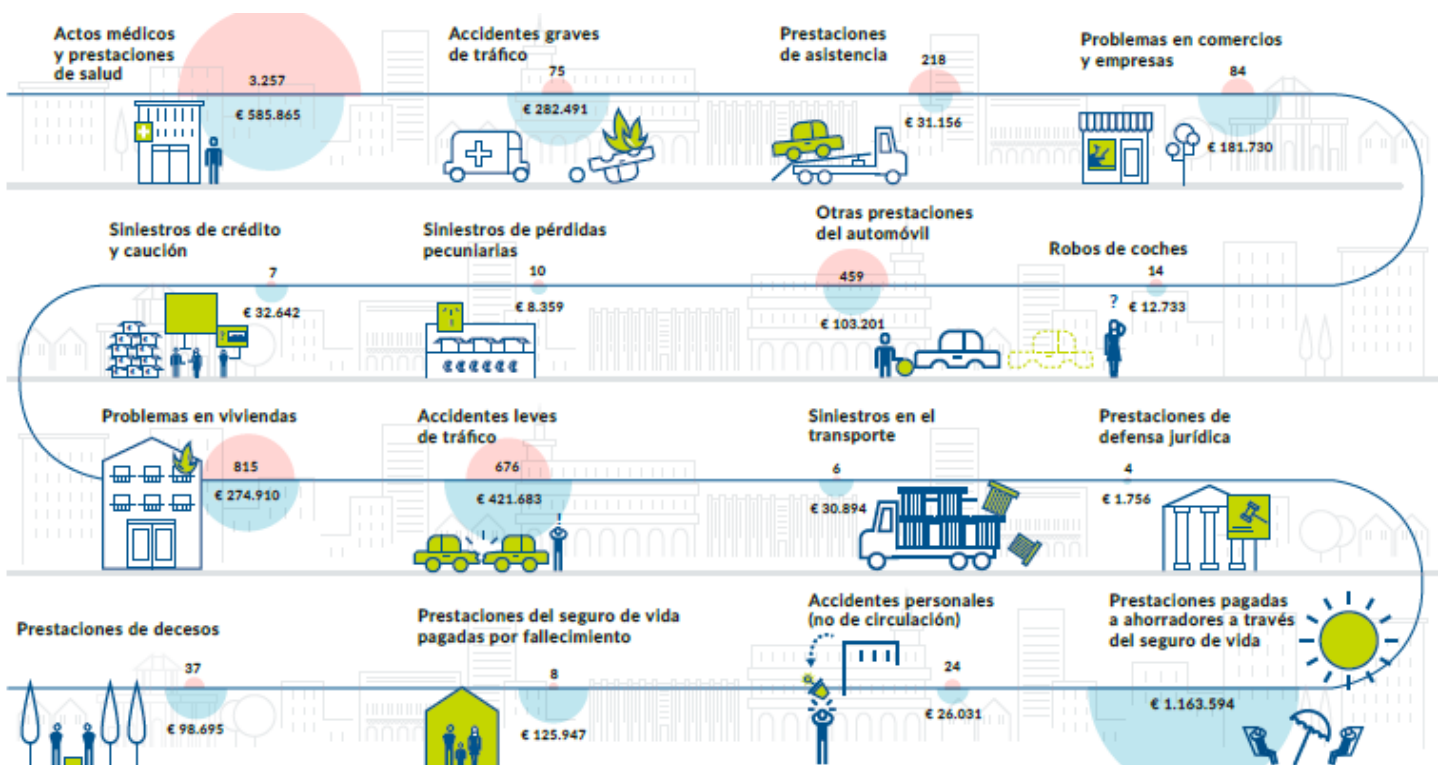 Actos médicos
y prestaciones
de salud
3.257
€ 585.865
Accidentes graves
de tráfico
75
€ 282.491
Prestaciones
de asistencia
218
€ 31.156
Problemas en comercios
y empresas
84
€ 181.730
Siniestros de crédito
y caución
7
€ 32.642
Siniestros de pérdidas
pecuniarias
10
€ 8.359
Otras prestaciones
del automóvil
459
€ 103.201
Robos de coches
14
?
€ 12.733
Problemas en viviendas
815
€ 274.910
Accidentes leves
de tráfico
676
€ 421.683
Siniestros en el
transporte
6
€ 30.894
Prestaciones de
defensa jurídica
4
€ 1.756
Prestaciones de decesos
37
€ 98.695
Prestaciones del seguro de vida
pagadas por fallecimiento
8
€ 125.947
Accidentes personales
(no de circulación)
24
€ 26.031
Prestaciones pagadas
a ahorradores a través
del seguro de vida
€ 1.163.594